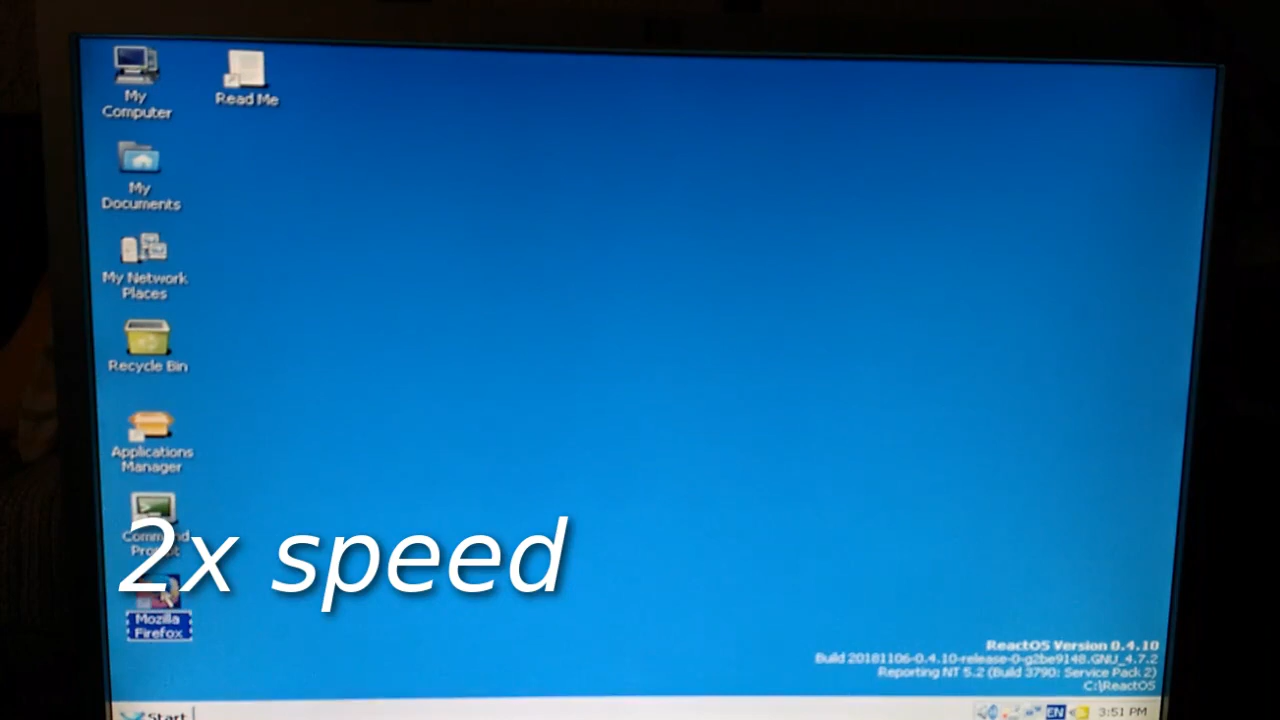 My
Computer
Read Me
My
Documents
My Network
Places
Recycle Bin
Applications
Manager
Command
Prompt
2x speed
Mozilla
Firefox
ReactOS Version 0.4.10
Build 20181106-0.4.10-release-0-g2be9148.GNU_4.7.2
Reporting NT 5.2 (Build 3790: Service Pack 2)
C:\ReactOS
Start
EN
3:51 PM